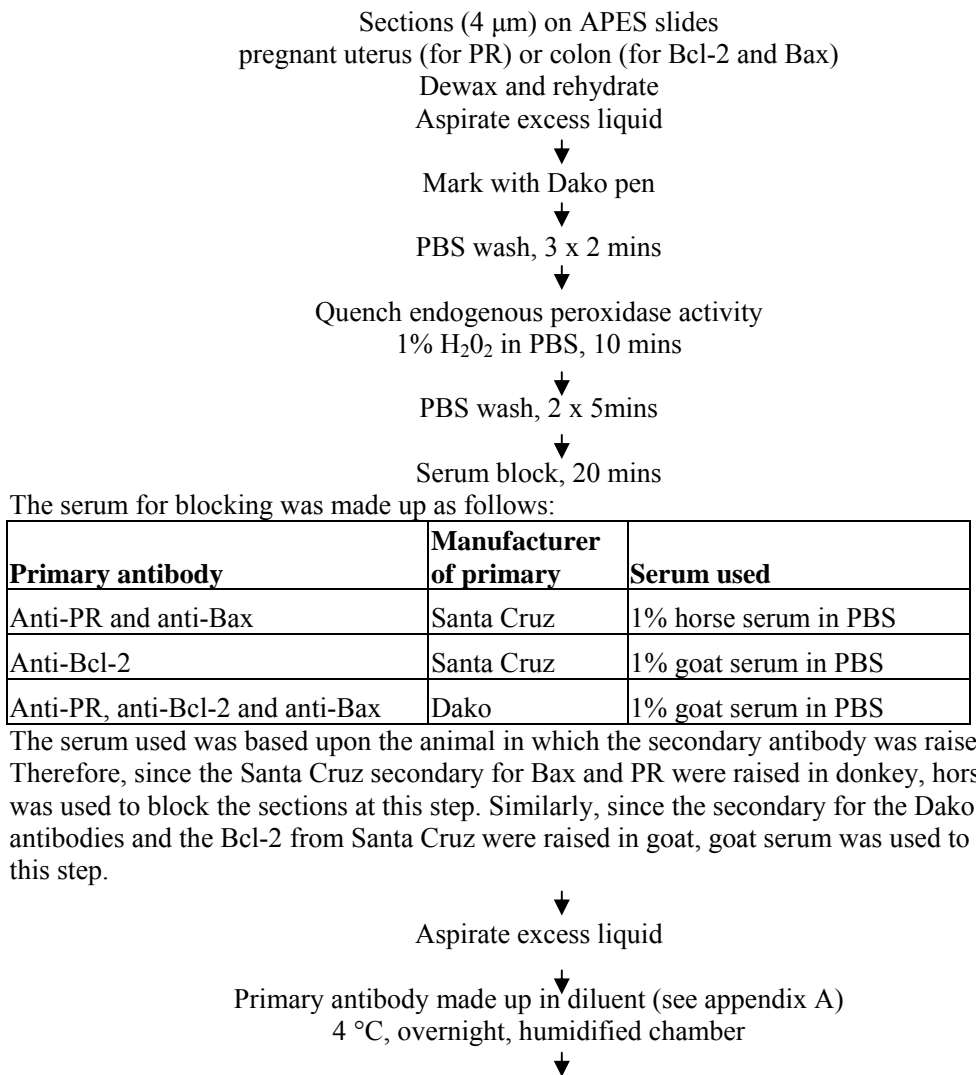 Sections (4 μm) on APES slides
pregnant uterus (for PR) or colon (for Bcl-2 and Bax)
Dewax and rehydrate
Aspirate excess liquid
Mark with Dako pen
PBS wash, 3 x 2 mins
Quench endogenous peroxidase activity
1% H₂0₂ in PBS, 10 mins
PBS wash, 2 x 5mins
Serum block, 20 mins
The serum for blocking was made up as follows:
Primary antibody Manufacturer of primary Serum used
Anti-PR and anti-Bax Santa Cruz 1% horse serum in PBS
Anti-Bcl-2 Santa Cruz 1% goat serum in PBS
Anti-PR, anti-Bcl-2 and anti-Bax Dako 1% goat serum in PBS
The serum used was based upon the animal in which the secondary antibody was
Therefore, since the Santa Cruz secondary for Bax and PR were raised in donkey,
was used to block the sections at this step. Similarly, since the secondary for the Dako
antibodies and the Bcl-2 from Santa Cruz were raised in goat, goat serum was used to
this step.
Aspirate excess liquid
Primary antibody made up in diluent (see appendix A)
4 °C, overnight, humidified chamber